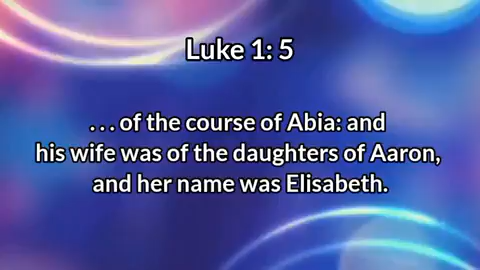 Luke 1: 5
. . . of the course of Abia: and
his wife was of the daughters of Aaron,
and her name was Elisabeth.